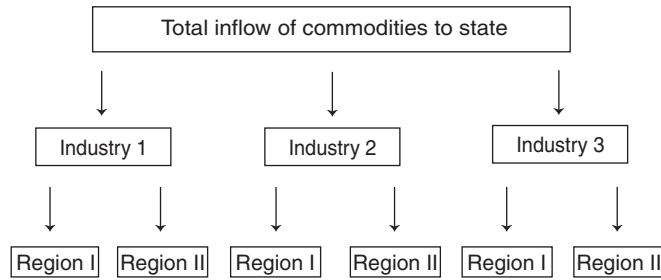 Total inflow of commodities to state
Industry 1
Industry 2
Industry 3
Region I
Region II
Region I
Region II
Region I
Region II